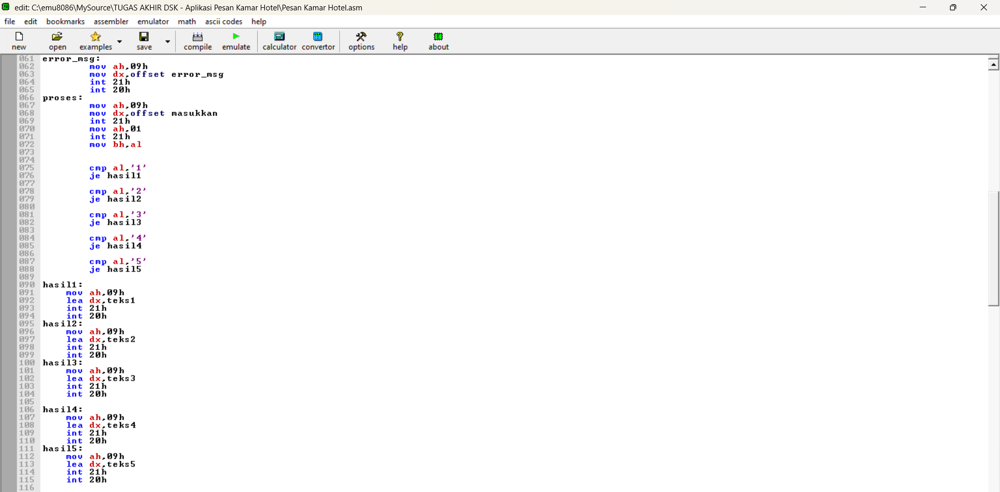 edit: C:\emu8086\MySource\TUGAS AKHIR DSK - Aplikasi Pesan Kamar Hotel\Pesan Kamar Hotel.asm
file edit bookmarks assembler emulator math ascii codes help
new open examples save compile emulate calculator convertor options help about
061 error_msg:
062 mov ah,09h
063 mov dx,offset error_msg
064 int 21h
065 int 20h
066 proses:
067 mov ah,09h
068 mov dx,offset masukkan
069 int 21h
070 mov ah,01
071 int 21h
072 mov bh,al
073
074
075 cmp al,'1'
076 je hasil1
077
078 cmp al,'2'
079 je hasil2
080
081 cmp al,'3'
082 je hasil3
083
084 cmp al,'4'
085 je hasil4
086
087 cmp al,'5'
088 je hasil5
089
090 hasil1:
091 mov ah,09h
092 lea dx,teks1
093 int 21h
094 int 20h
095 hasil2:
096 mov ah,09h
097 lea dx,teks2
098 int 21h
099 int 20h
100 hasil3:
101 mov ah,09h
102 lea dx,teks3
103 int 21h
104 int 20h
105
106 hasil4:
107 mov ah,09h
108 lea dx,teks4
109 int 21h
110 int 20h
111 hasil5:
112 mov ah,09h
113 lea dx,teks5
114 int 21h
115 int 20h
116